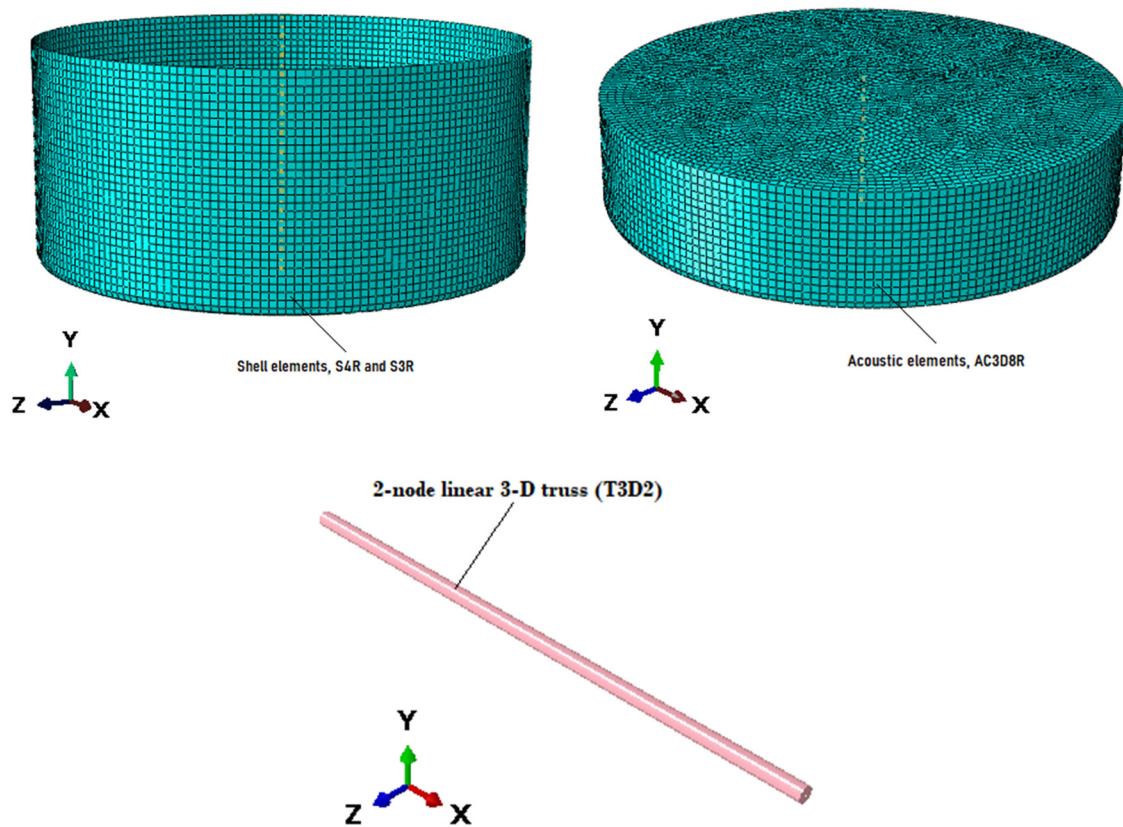 Y
Z
X
Shell elements, S4R and S3R
Y
Z
X
Acoustic elements, AC3D8R
2-node linear 3-D truss (T3D2)
Y
Z
X